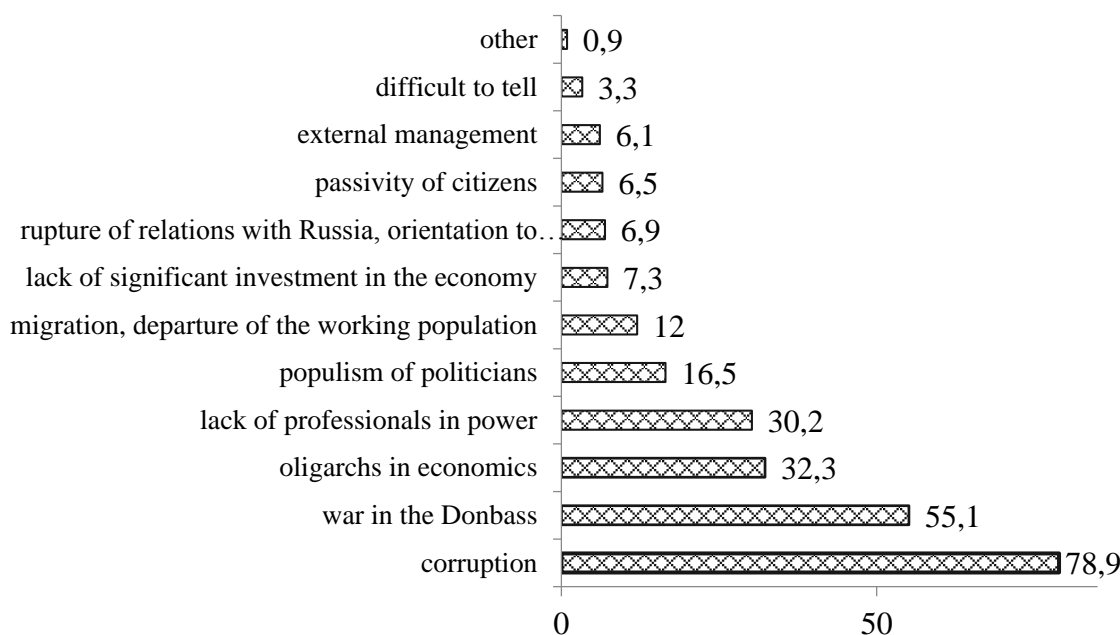 other 0,9
difficult to tell 3,3
external management 6,1
passivity of citizens 6,5
rupture of relations with Russia, orientation to… 6,9
lack of significant investment in the economy 7,3
migration, departure of the working population 12
populism of politicians 16,5
lack of professionals in power 30,2
oligarchs in economics 32,3
war in the Donbass 55,1
corruption 78,9
0 50